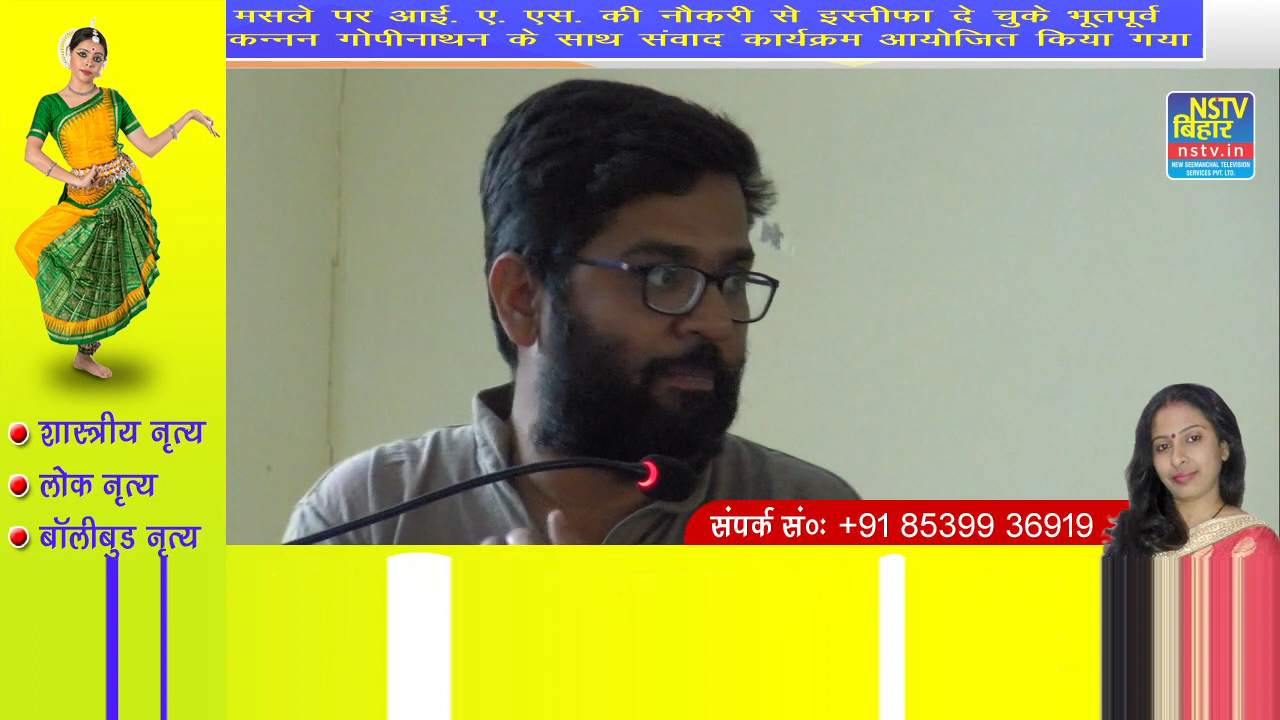 मसले पर आई. ए. एस. की नौकरी से इस्तीफा दे चुके भूतपूर्व
कन्नन गोपीनाथन के साथ संवाद कार्यक्रम आयोजित किया गया
NSTV
बिहार
nstv.in
NEW SEEMANCHAL TELEVISION
SERVICES PVT. LTD.
शास्त्रीय नृत्य
लोक नृत्य
बॉलीबुड नृत्य
संपर्क सं०: +91 85399 36919